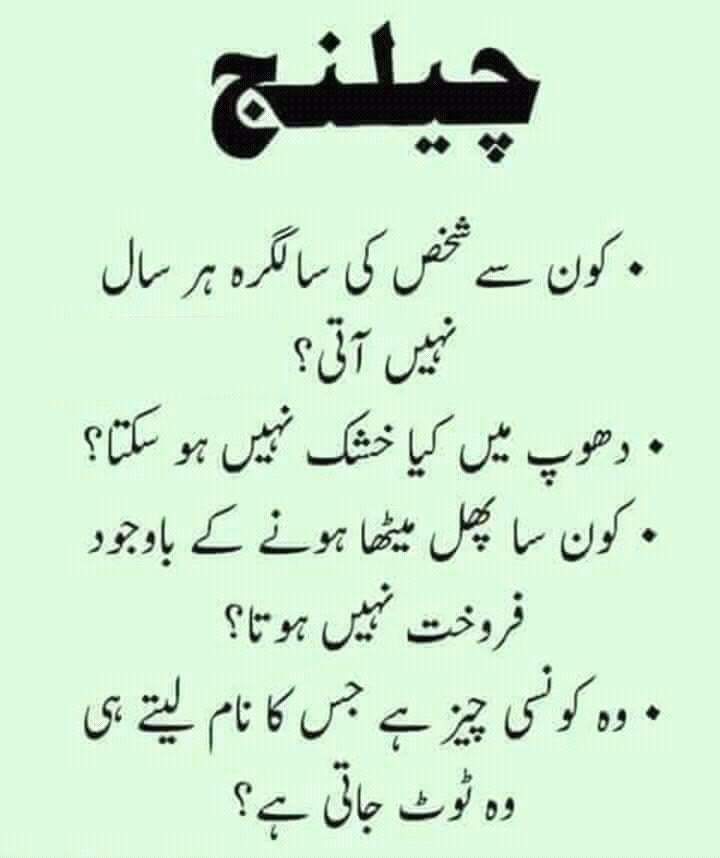 چیلنج
• کون سے شخص کی سالگرہ ہر سال
نہیں آتی؟
• دھوپ میں کیا خشک نہیں ہو سکتا؟
• کون سا پھل میٹھا ہونے کے باوجود
فروخت نہیں ہوتا؟
• وہ کونسی چیز ہے جس کا نام لیتے ہی
وہ ٹوٹ جاتی ہے؟